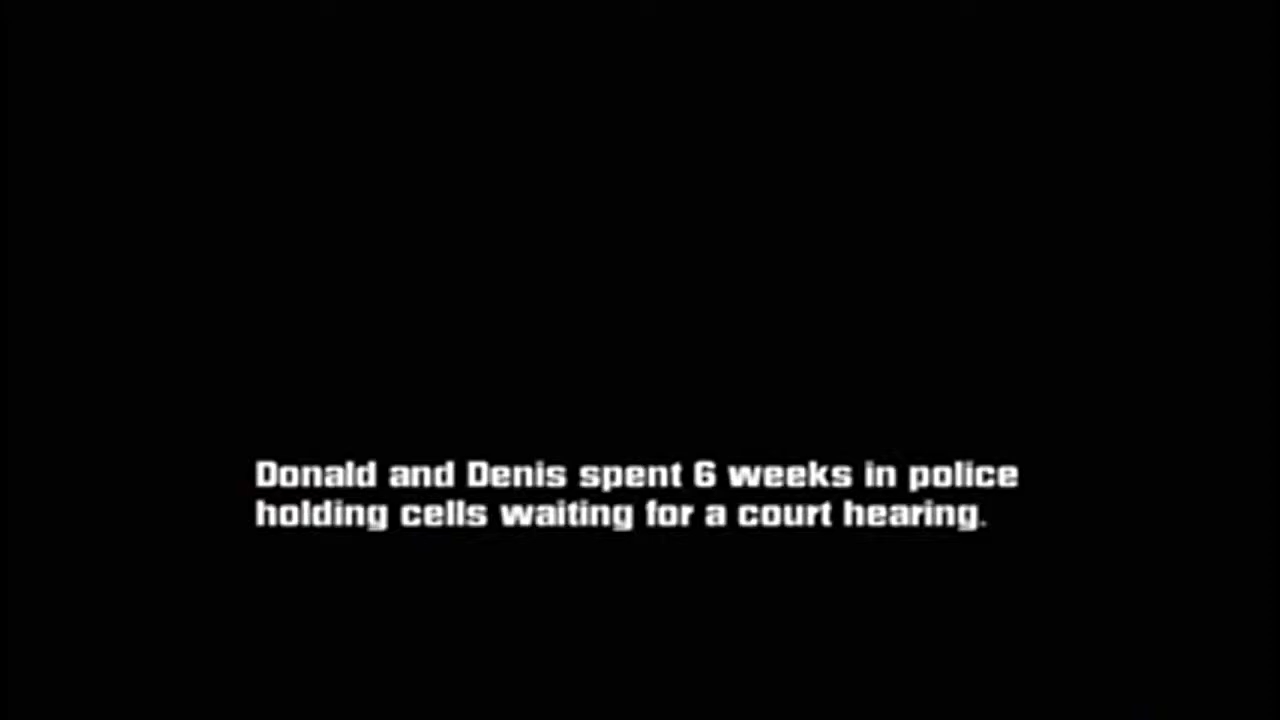 Donald and Denis spent 6 weeks in police
holding cells waiting for a court hearing.